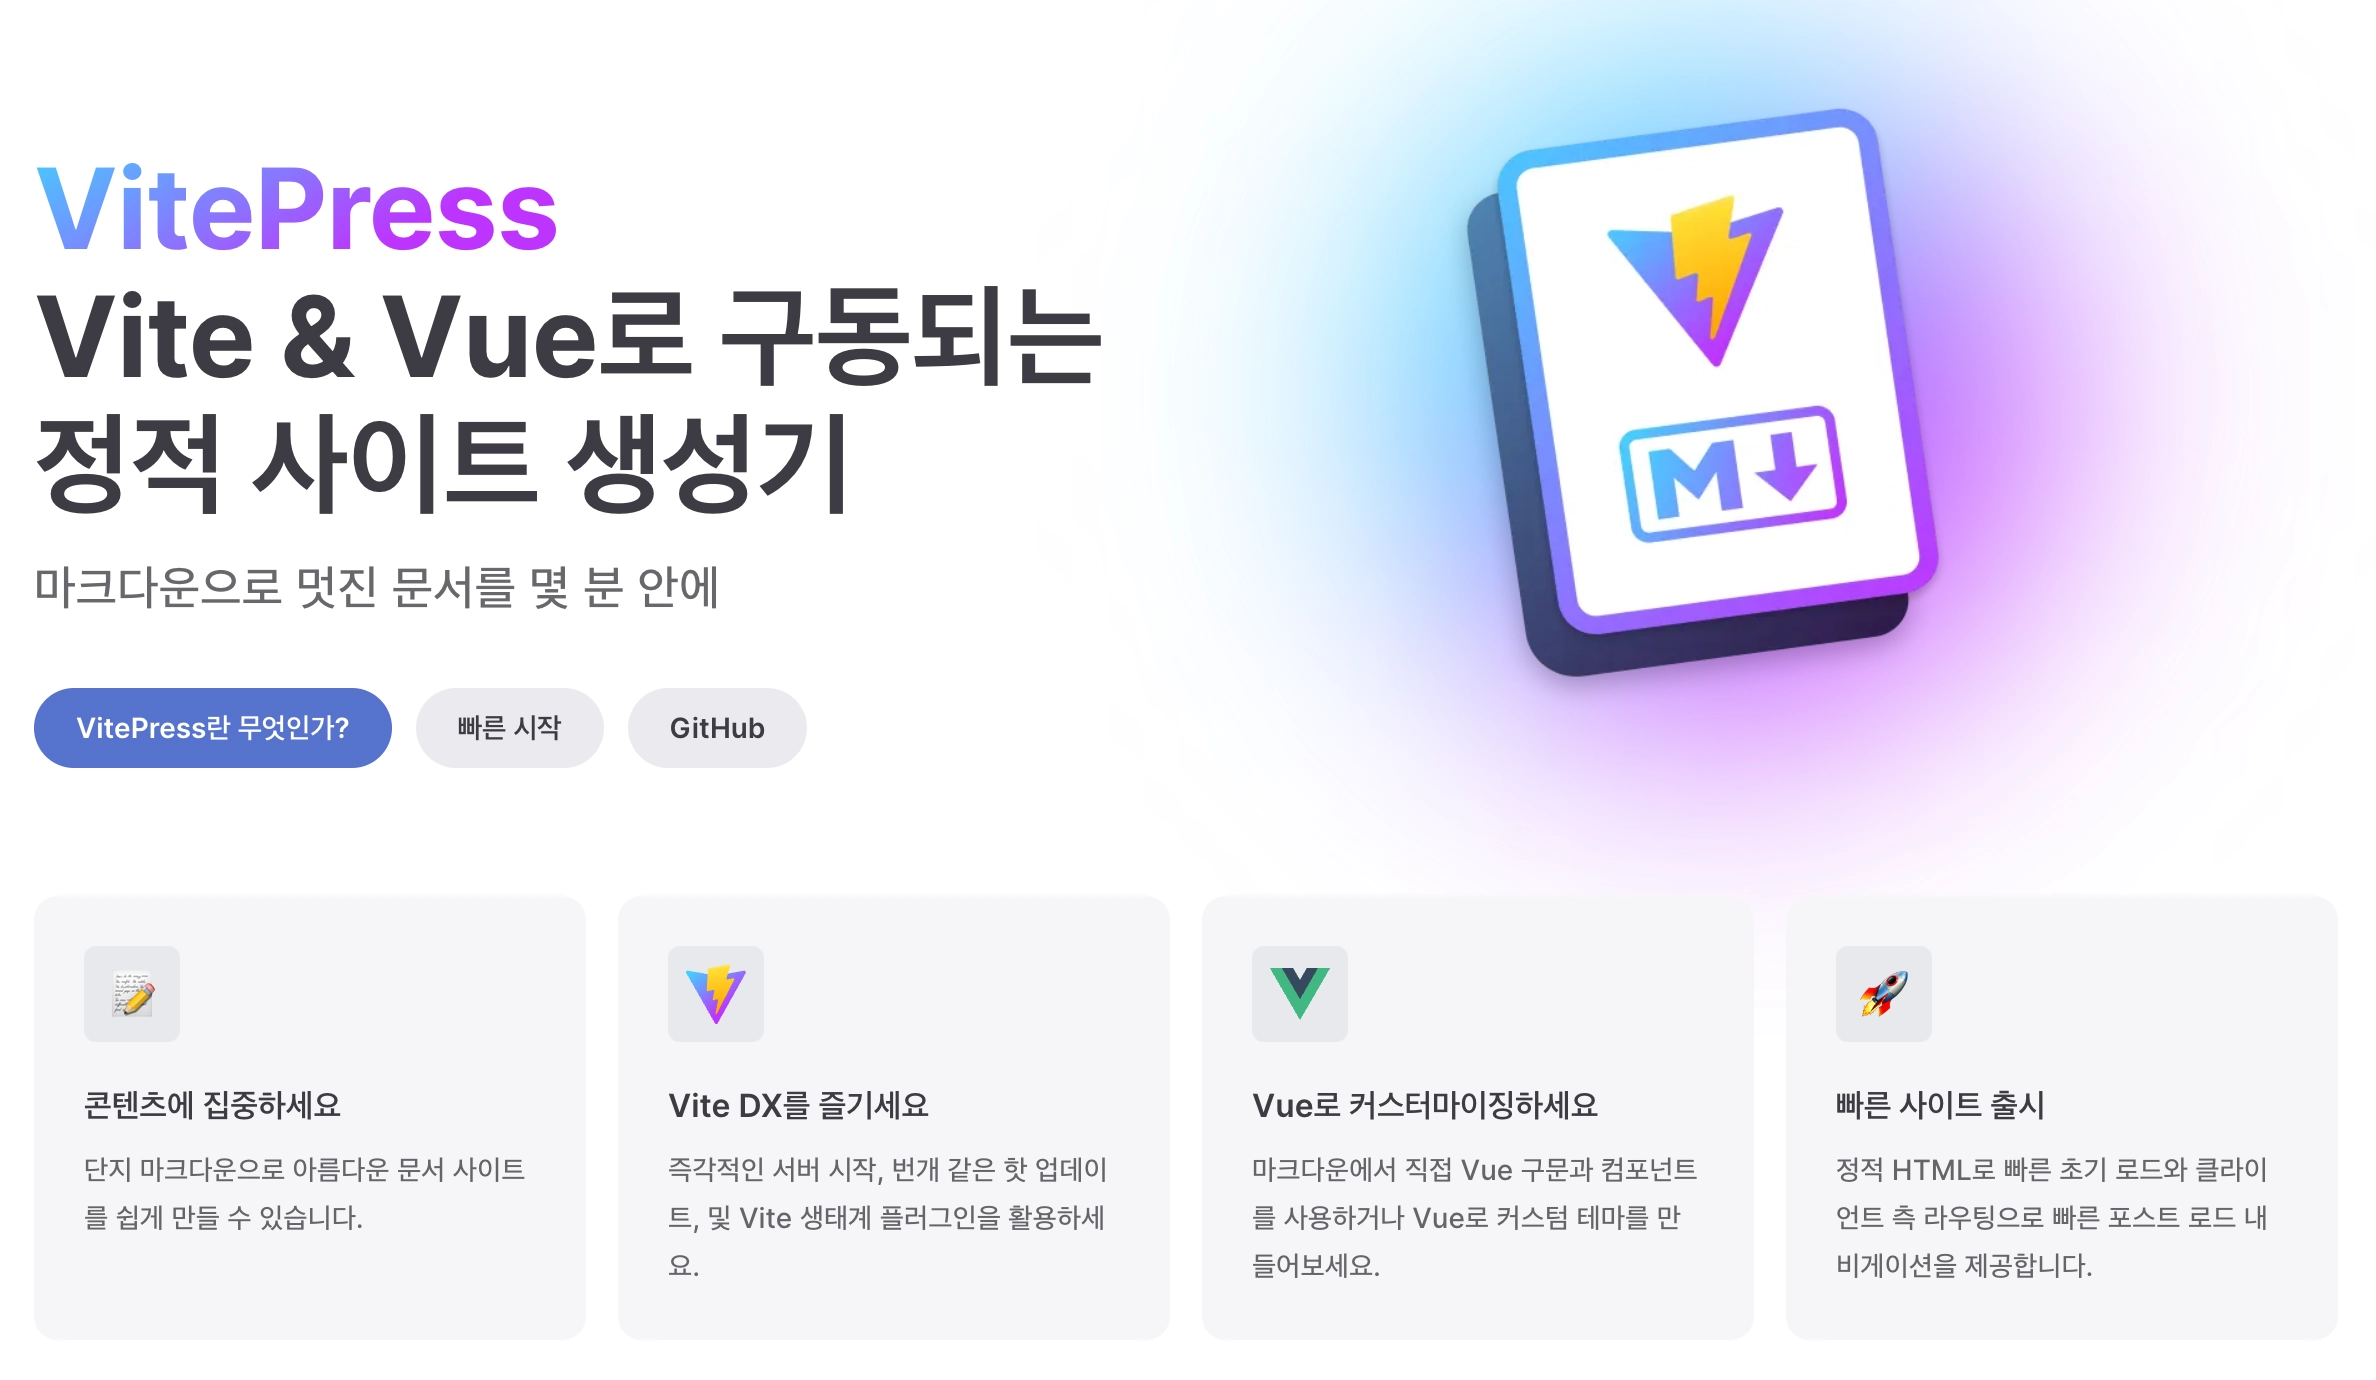 VitePress
Vite & Vue로 구동되는
정적 사이트 생성기
마크다운으로 멋진 문서를 몇 분 안에
VitePress란 무엇인가?
빠른 시작
GitHub
M
콘텐츠에 집중하세요
단지 마크다운으로 아름다운 문서 사이트
를 쉽게 만들 수 있습니다.
Vite DX를 즐기세요
즉각적인 서버 시작, 번개 같은 핫 업데이
트, 및 Vite 생태계 플러그인을 활용하세
요.
Vue로 커스터마이징하세요
마크다운에서 직접 Vue 구문과 컴포넌트
를 사용하거나 Vue로 커스텀 테마를 만
들어보세요.
빠른 사이트 출시
정적 HTML로 빠른 초기 로드와 클라이
언트 측 라우팅으로 빠른 포스트 로드 내
비게이션을 제공합니다.